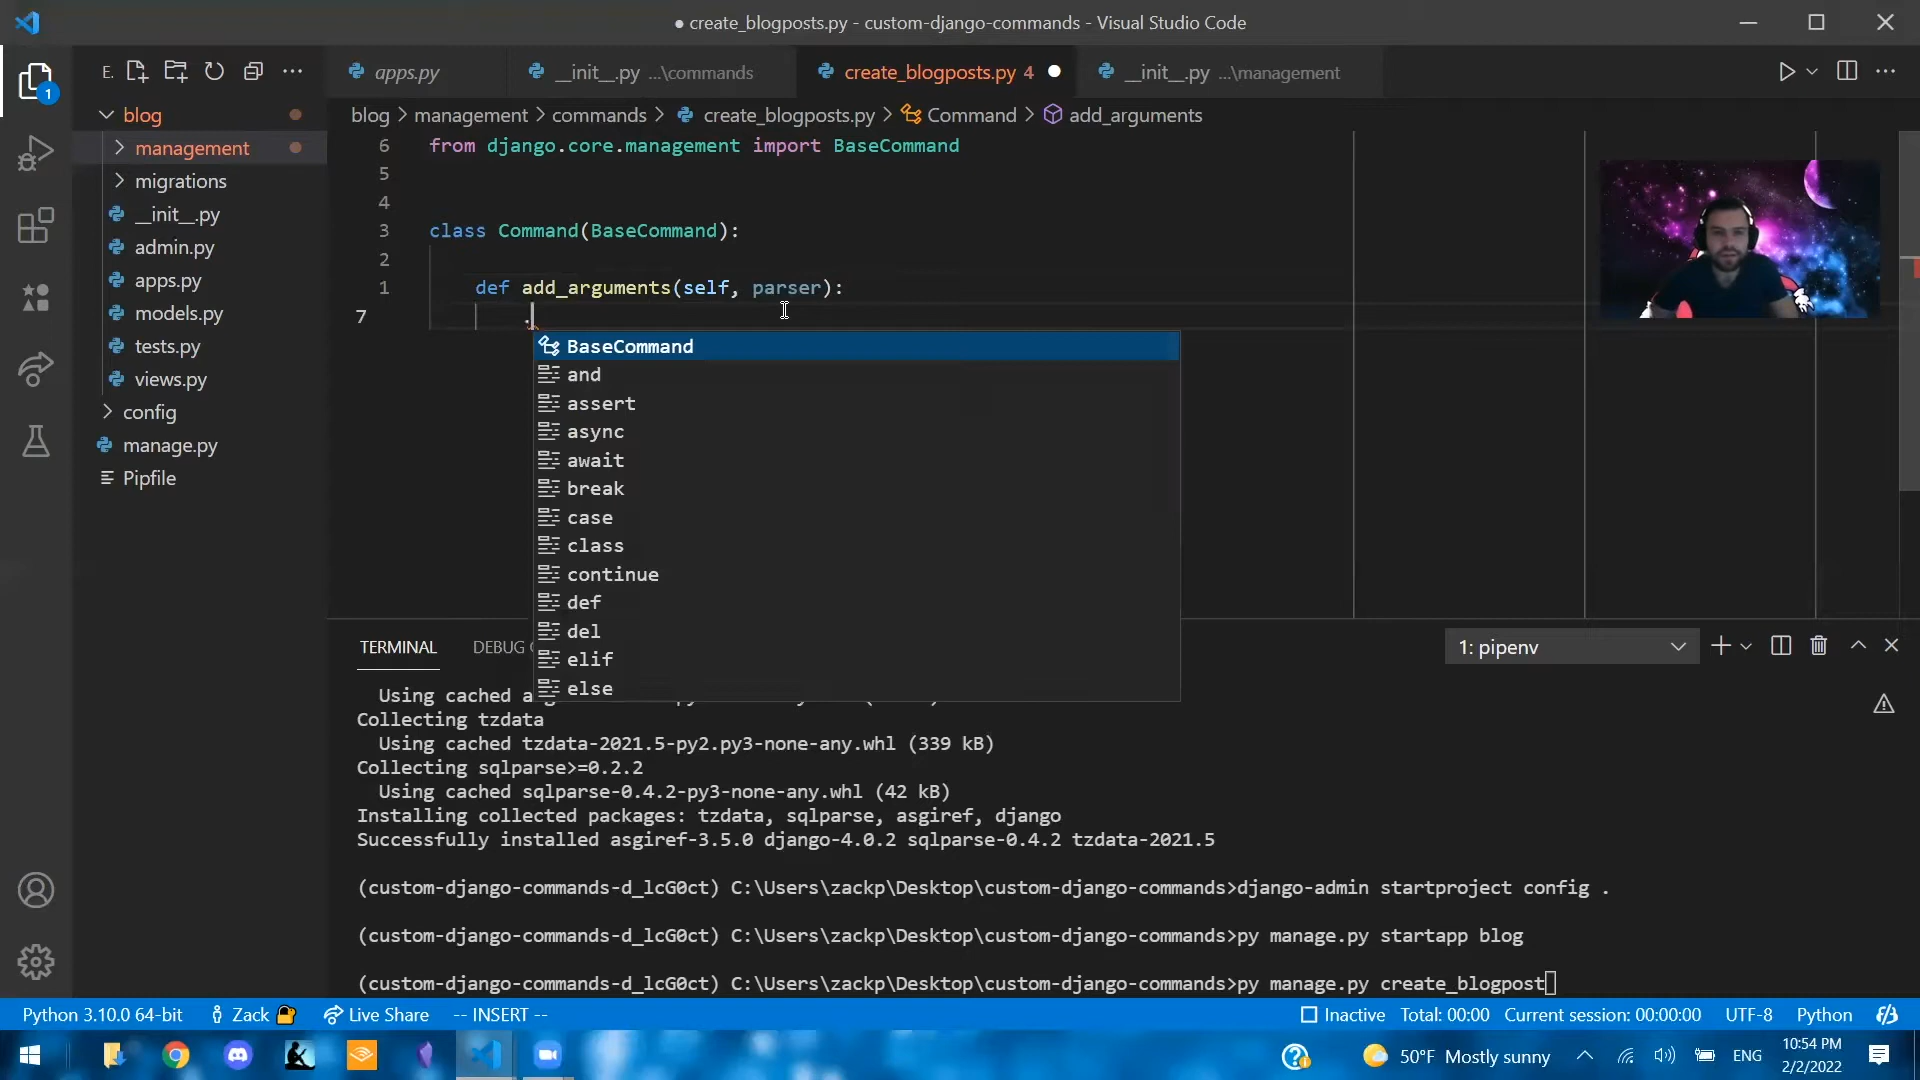 ● create_blogposts.py - custom-django-commands - Visual Studio Code
E.
apps.py
__init__.py ...\commands
create_blogposts.py 4
__init__.py ...\management
blog > management > commands > create_blogposts.py > Command > add_arguments
blog
management
migrations
__init__.py
admin.py
apps.py
models.py
tests.py
views.py
config
manage.py
Pipfile
1
6 from django.core.management import BaseCommand
5
4
3 class Command(BaseCommand):
2
1 def add_arguments(self, parser):
7 .
BaseCommand
and
assert
async
await
break
case
class
continue
def
del
elif
else
TERMINAL
DEBUG
1: pipenv
Using cached a
Collecting tzdata
Using cached tzdata-2021.5-py2.py3-none-any.whl (339 kB)
Collecting sqlparse>=0.2.2
Using cached sqlparse-0.4.2-py3-none-any.whl (42 kB)
Installing collected packages: tzdata, sqlparse, asgiref, django
Successfully installed asgiref-3.5.0 django-4.0.2 sqlparse-0.4.2 tzdata-2021.5
(custom-django-commands-d_lcG0ct) C:\Users\zackp\Desktop\custom-django-commands>django-admin startproject config .
(custom-django-commands-d_lcG0ct) C:\Users\zackp\Desktop\custom-django-commands>py manage.py startapp blog
(custom-django-commands-d_lcG0ct) C:\Users\zackp\Desktop\custom-django-commands>py manage.py create_blogpost
Python 3.10.0 64-bit
Zack
Live Share
-- INSERT --
Inactive
Total: 00:00
Current session: 00:00:00
UTF-8
Python
50°F Mostly sunny
ENG
10:54 PM
2/2/2022